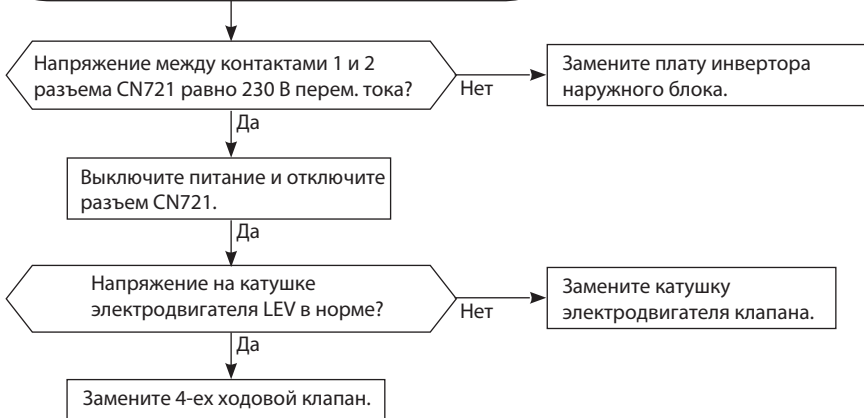 Напряжение между контактами 1 и 2
разъема CN721 равно 230 В перем. тока?
Нет
Замените плату инвертора
наружного блока.
Да
Выключите питание и отключите
разъем CN721.
Да
Напряжение на катушке
электродвигателя LEV в норме?
Нет
Замените катушку
электродвигателя клапана.
Да
Замените 4-ех ходовой клапан.